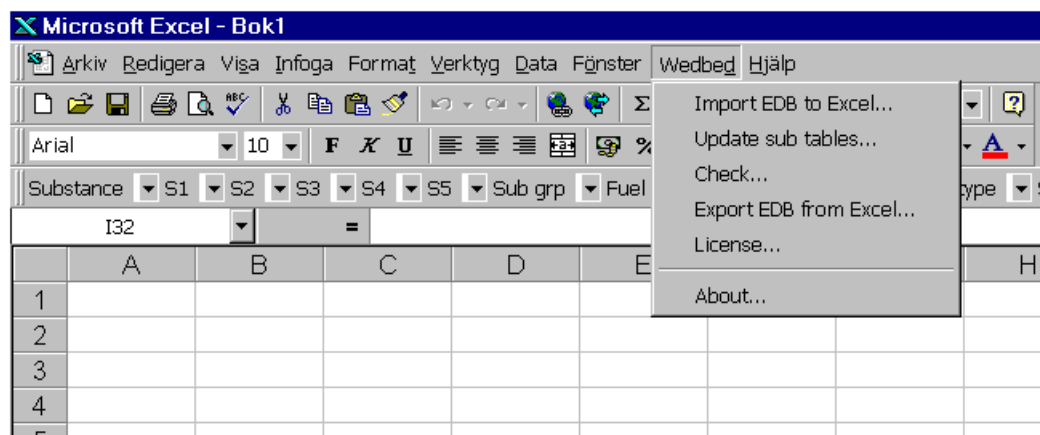 Microsoft Excel - Bok1
Arkiv Redigera Visa Infoga Format Verktyg Data Fönster Wedbed Hjälp
ABC Σ
Import EDB to Excel...
Update sub tables...
Check...
Export EDB from Excel...
License...
About...
Arial 10 F K U a % A
Substance S1 S2 S3 S4 S5 Sub grp Fuel ype
I32 =
A B C D E H
1
2
3
4
5